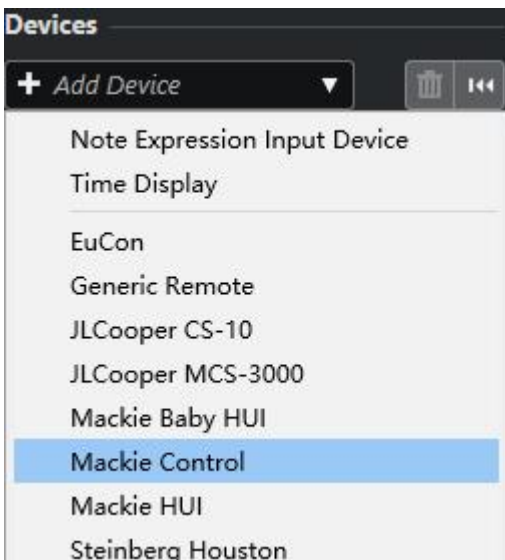 Devices
+ Add Device
Note Expression Input Device
Time Display
EuCon
Generic Remote
JLCooper CS-10
JLCooper MCS-3000
Mackie Baby HUI
Mackie Control
Mackie HUI
Steinberg Houston